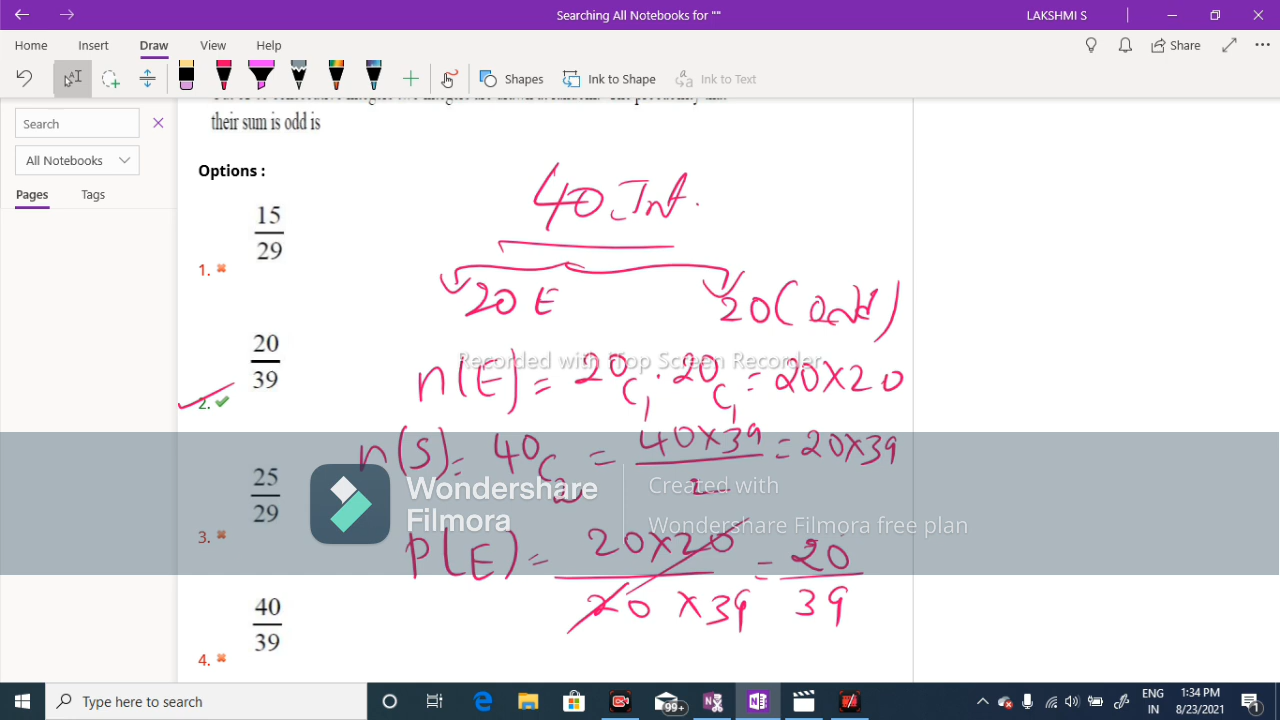 Searching All Notebooks for ""
LAKSHMI S
Home Insert Draw View Help
Share
Shapes
Ink to Shape
Ink to Text
Search
All Notebooks
Pages Tags
their sum is odd is
Options :
15
29
1.
20
39
2.
25
29
3.
40
39
4.
40 Int.
20 E
20 (odd)
Recorded with iTop Screen Recorder
n(E) = 20C1 . 20C1 = 20×20
n(S) = 40C2 = 40×39 / 2 = 20×39
Wondershare
Filmora
Created with
Wondershare Filmora free plan
P(E) = 20×20 / 20×39 = 20 / 39
Type here to search
99+
ENG
IN
1:34 PM
8/23/2021
1